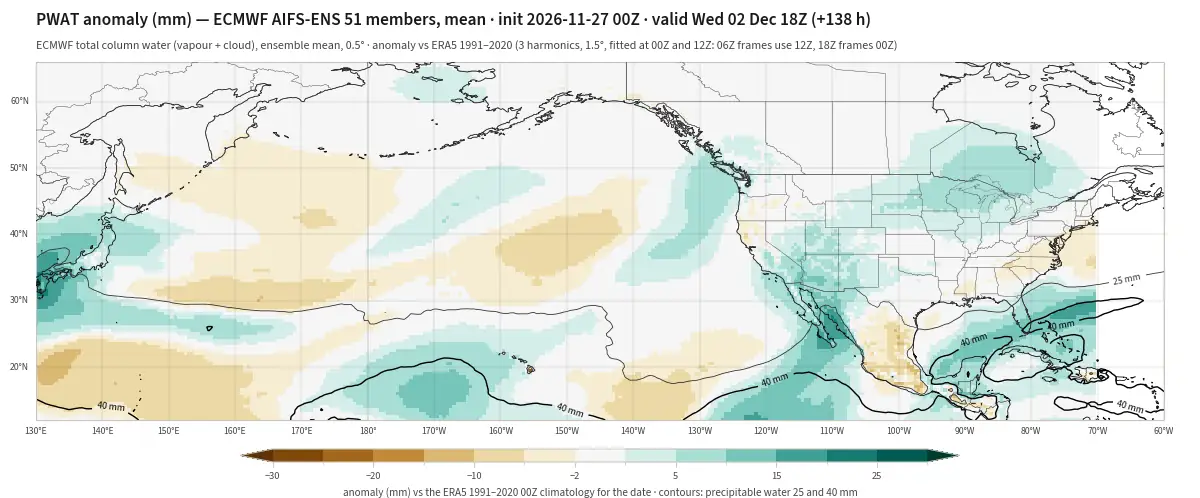 PWAT anomaly (mm) — ECMWF AIFS-ENS 51 members, mean · init 2026-11-27 00Z · valid Wed 02 Dec 18Z (+138 h)
ECMWF total column water (vapour + cloud), ensemble mean, 0.5° · anomaly vs ERA5 1991–2020 (3 harmonics, 1.5°, fitted at 00Z and 12Z: 06Z frames use 12Z, 18Z frames 00Z)
60°N
50°N
40°N
30°N
20°N
25 mm
40 mm
40 mm
40 mm
40 mm
40 mm
40 mm
130°E 140°E 150°E 160°E 170°E 180° 170°W 160°W 150°W 140°W 130°W 120°W 110°W 100°W 90°W 80°W 70°W 60°W
−30 −20 −10 −2 5 15 25
anomaly (mm) vs the ERA5 1991–2020 00Z climatology for the date · contours: precipitable water 25 and 40 mm